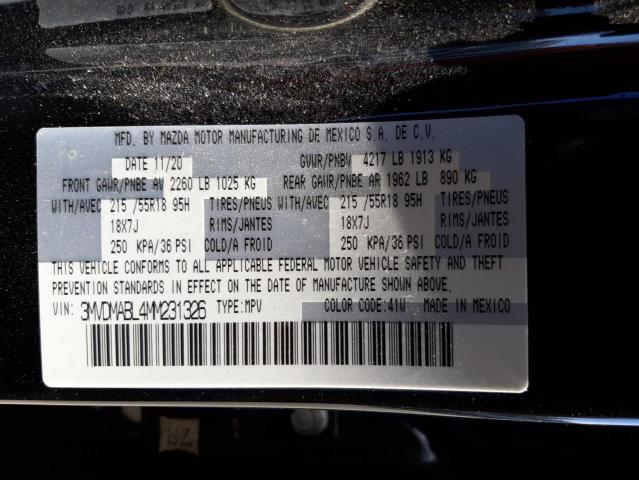 MFD. BY MAZDA MOTOR MANUFACTURING DE MEXICO S.A. DE C.V.
DATE 11/20 GVWR/PNBV 4217 LB 1913 KG
FRONT GAWR/PNBE AV 2260 LB 1025 KG REAR GAWR/PNBE AR 1962 LB 890 KG
WITH/AVEC 215 /55R18 95H TIRES/PNEUS WITH/AVEC 215 /55R18 95H TIRES/PNEUS
18X7J RIMS/JANTES 18X7J RIMS/JANTES
250 KPA/36 PSI COLD/A FROID 250 KPA/36 PSI COLD/A FROID
THIS VEHICLE CONFORMS TO ALL APPLICABLE FEDERAL MOTOR VEHICLE SAFETY AND THEFT
PREVENTION STANDARDS IN EFFECT ON THE DATE OF MANUFACTURE SHOWN ABOVE.
VIN: 3MVDMABL4MM231326 TYPE:MPV COLOR CODE:41W MADE IN MEXICO
ZR